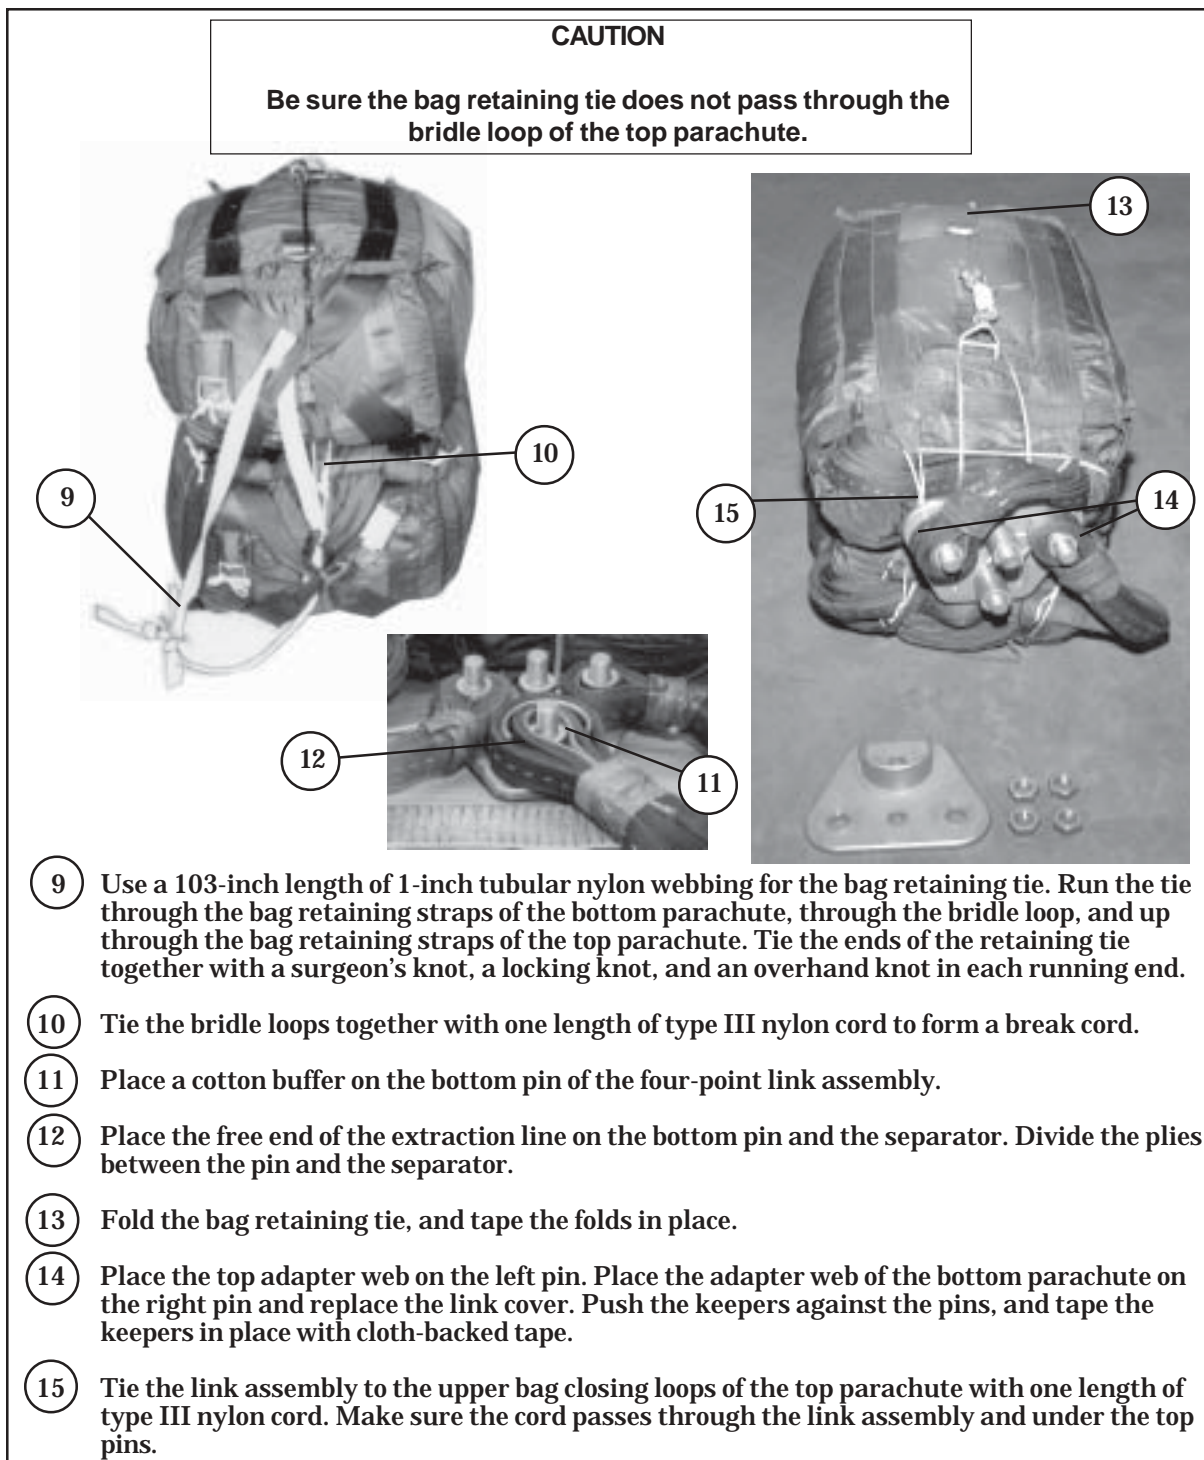 CAUTION
Be sure the bag retaining tie does not pass through the
bridle loop of the top parachute.
13
10
9
15
14
12
11
9 Use a 103-inch length of 1-inch tubular nylon webbing for the bag retaining tie. Run the tie
through the bag retaining straps of the bottom parachute, through the bridle loop, and up
through the bag retaining straps of the top parachute. Tie the ends of the retaining tie
together with a surgeon's knot, a locking knot, and an overhand knot in each running end.
10 Tie the bridle loops together with one length of type III nylon cord to form a break cord.
11 Place a cotton buffer on the bottom pin of the four-point link assembly.
12 Place the free end of the extraction line on the bottom pin and the separator. Divide the plies
between the pin and the separator.
13 Fold the bag retaining tie, and tape the folds in place.
14 Place the top adapter web on the left pin. Place the adapter web of the bottom parachute on
the right pin and replace the link cover. Push the keepers against the pins, and tape the
keepers in place with cloth-backed tape.
15 Tie the link assembly to the upper bag closing loops of the top parachute with one length of
type III nylon cord. Make sure the cord passes through the link assembly and under the top
pins.